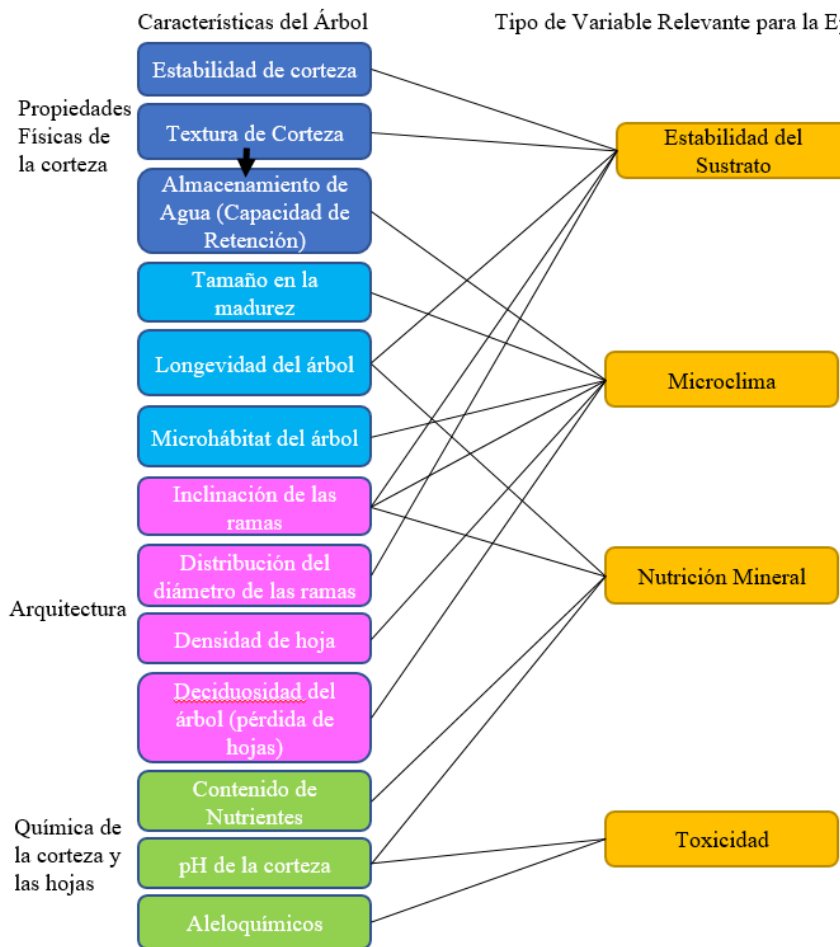 Características del Árbol
Tipo de Variable Relevante para la
Propiedades
Físicas de
la corteza
Estabilidad de corteza
Textura de Corteza
Almacenamiento de
Agua (Capacidad de
Retención)
Tamaño en la
madurez
Longevidad del árbol
Microhábitat del árbol
Arquitectura
Inclinación de las
ramas
Distribución del
diámetro de las ramas
Densidad de hoja
Deciduosidad del
árbol (pérdida de
hojas)
Química de
la corteza y
las hojas
Contenido de
Nutrientes
pH de la corteza
Aleloquímicos
Estabilidad del
Sustrato
Microclima
Nutrición Mineral
Toxicidad